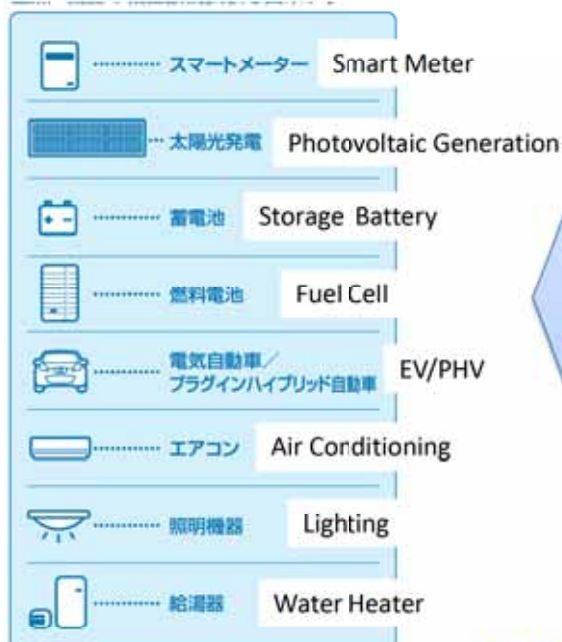 スマートメーター Smart Meter
太陽光発電 Photovoltaic Generation
蓄電池 Storage Battery
燃料電池 Fuel Cell
電気自動車/
プラグインハイブリッド自動車 EV/PHV
エアコン Air Conditioning
照明機器 Lighting
給湯器 Water Heater